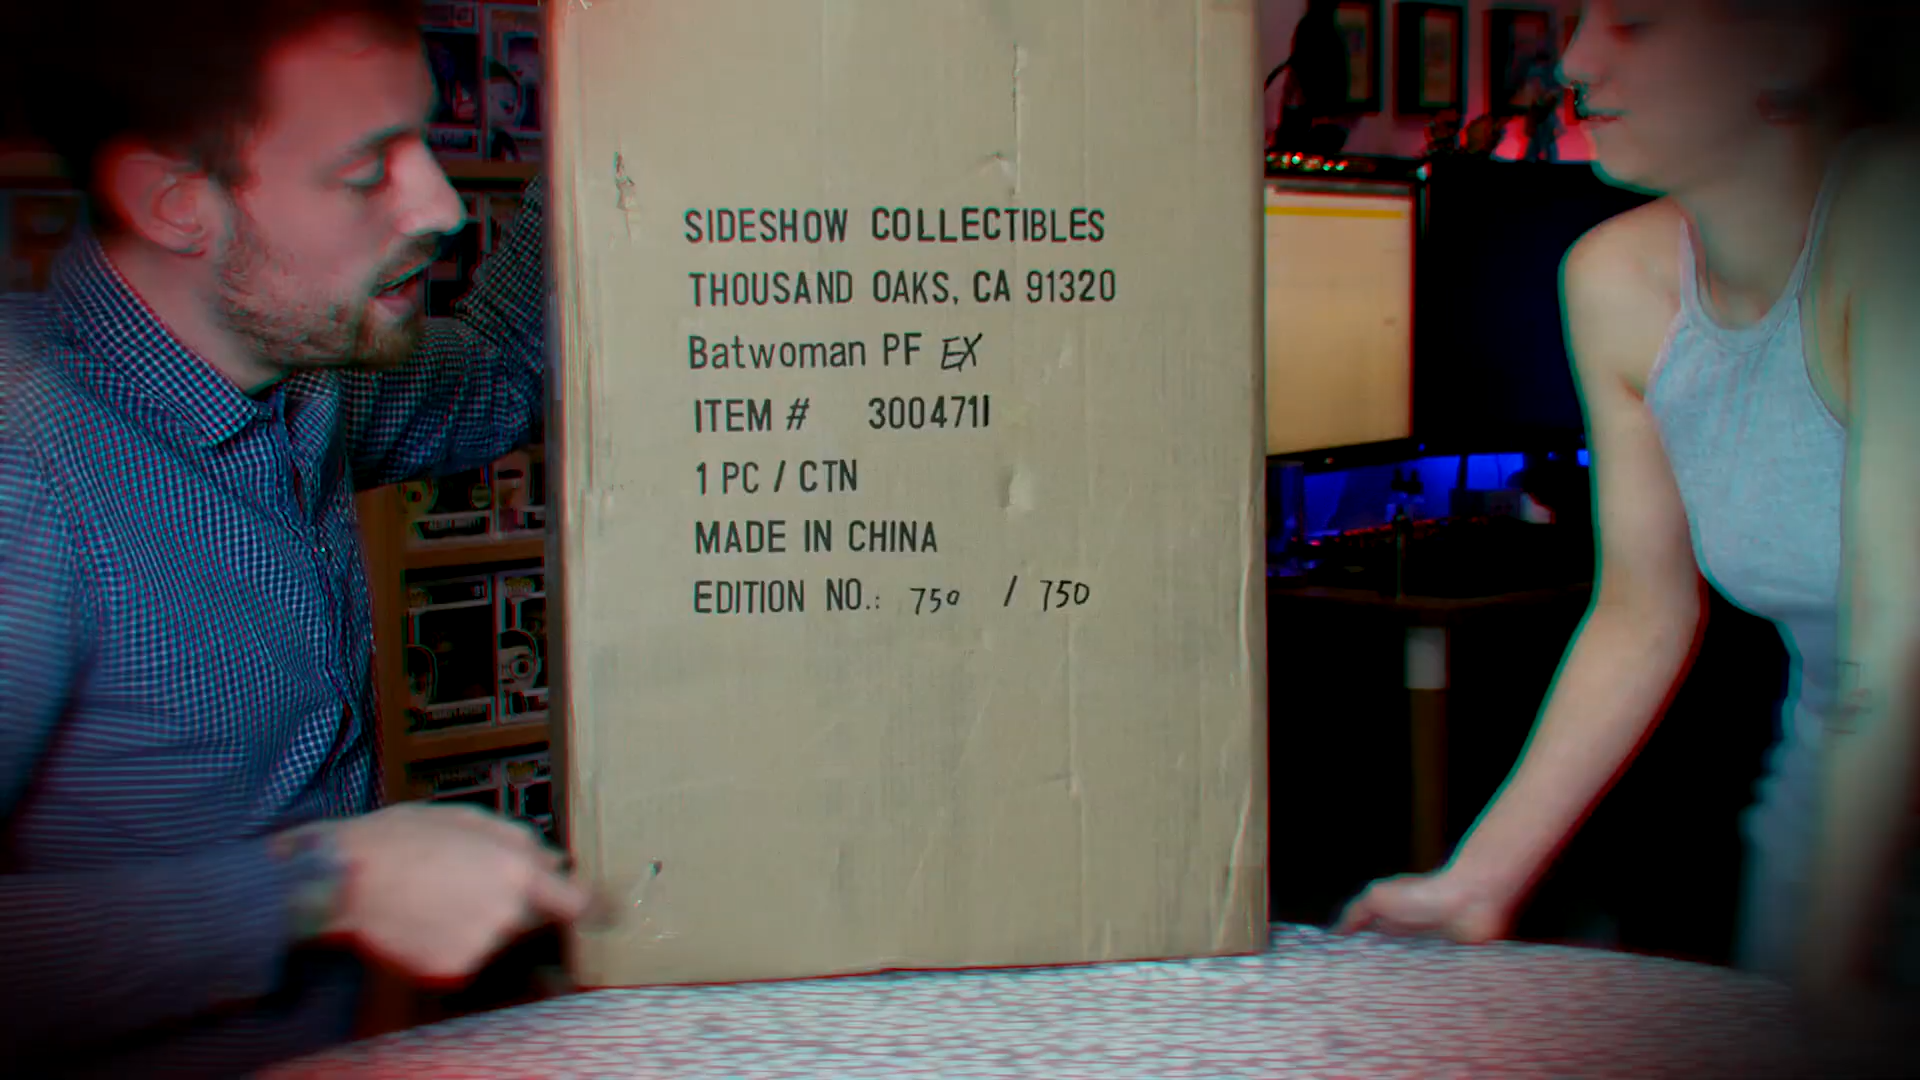 SIDESHOW COLLECTIBLES
THOUSAND OAKS, CA 91320
Batwoman PF EX
ITEM # 3004711
1 PC / CTN
MADE IN CHINA
EDITION NO.: 750 / 750